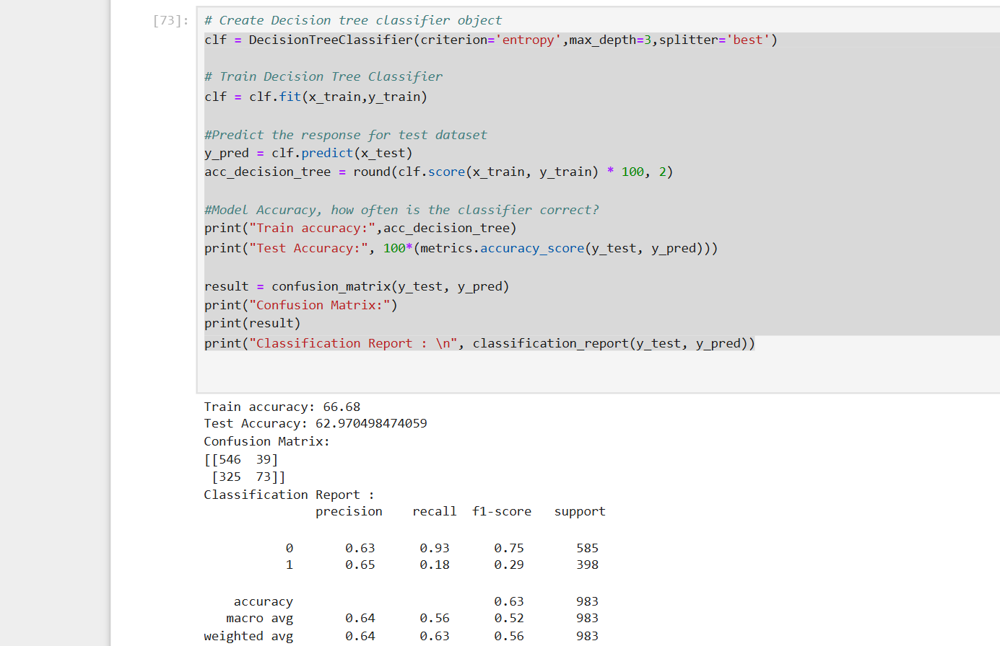 [73]:
# Create Decision tree classifier object
clf = DecisionTreeClassifier(criterion='entropy',max_depth=3,splitter='best')
# Train Decision Tree Classifier
clf = clf.fit(x_train,y_train)
#Predict the response for test dataset
y_pred = clf.predict(x_test)
acc_decision_tree = round(clf.score(x_train, y_train) * 100, 2)
#Model Accuracy, how often is the classifier correct?
print("Train accuracy:",acc_decision_tree)
print("Test Accuracy:", 100*(metrics.accuracy_score(y_test, y_pred)))
result = confusion_matrix(y_test, y_pred)
print("Confusion Matrix:")
print(result)
print("Classification Report : \n", classification_report(y_test, y_pred))
Train accuracy: 66.68
Test Accuracy: 62.970498474059
Confusion Matrix:
[[546  39]
 [325  73]]
Classification Report :
               precision    recall  f1-score   support
           0       0.63      0.93      0.75       585
           1       0.65      0.18      0.29       398
    accuracy                           0.63       983
   macro avg       0.64      0.56      0.52       983
weighted avg       0.64      0.63      0.56       983